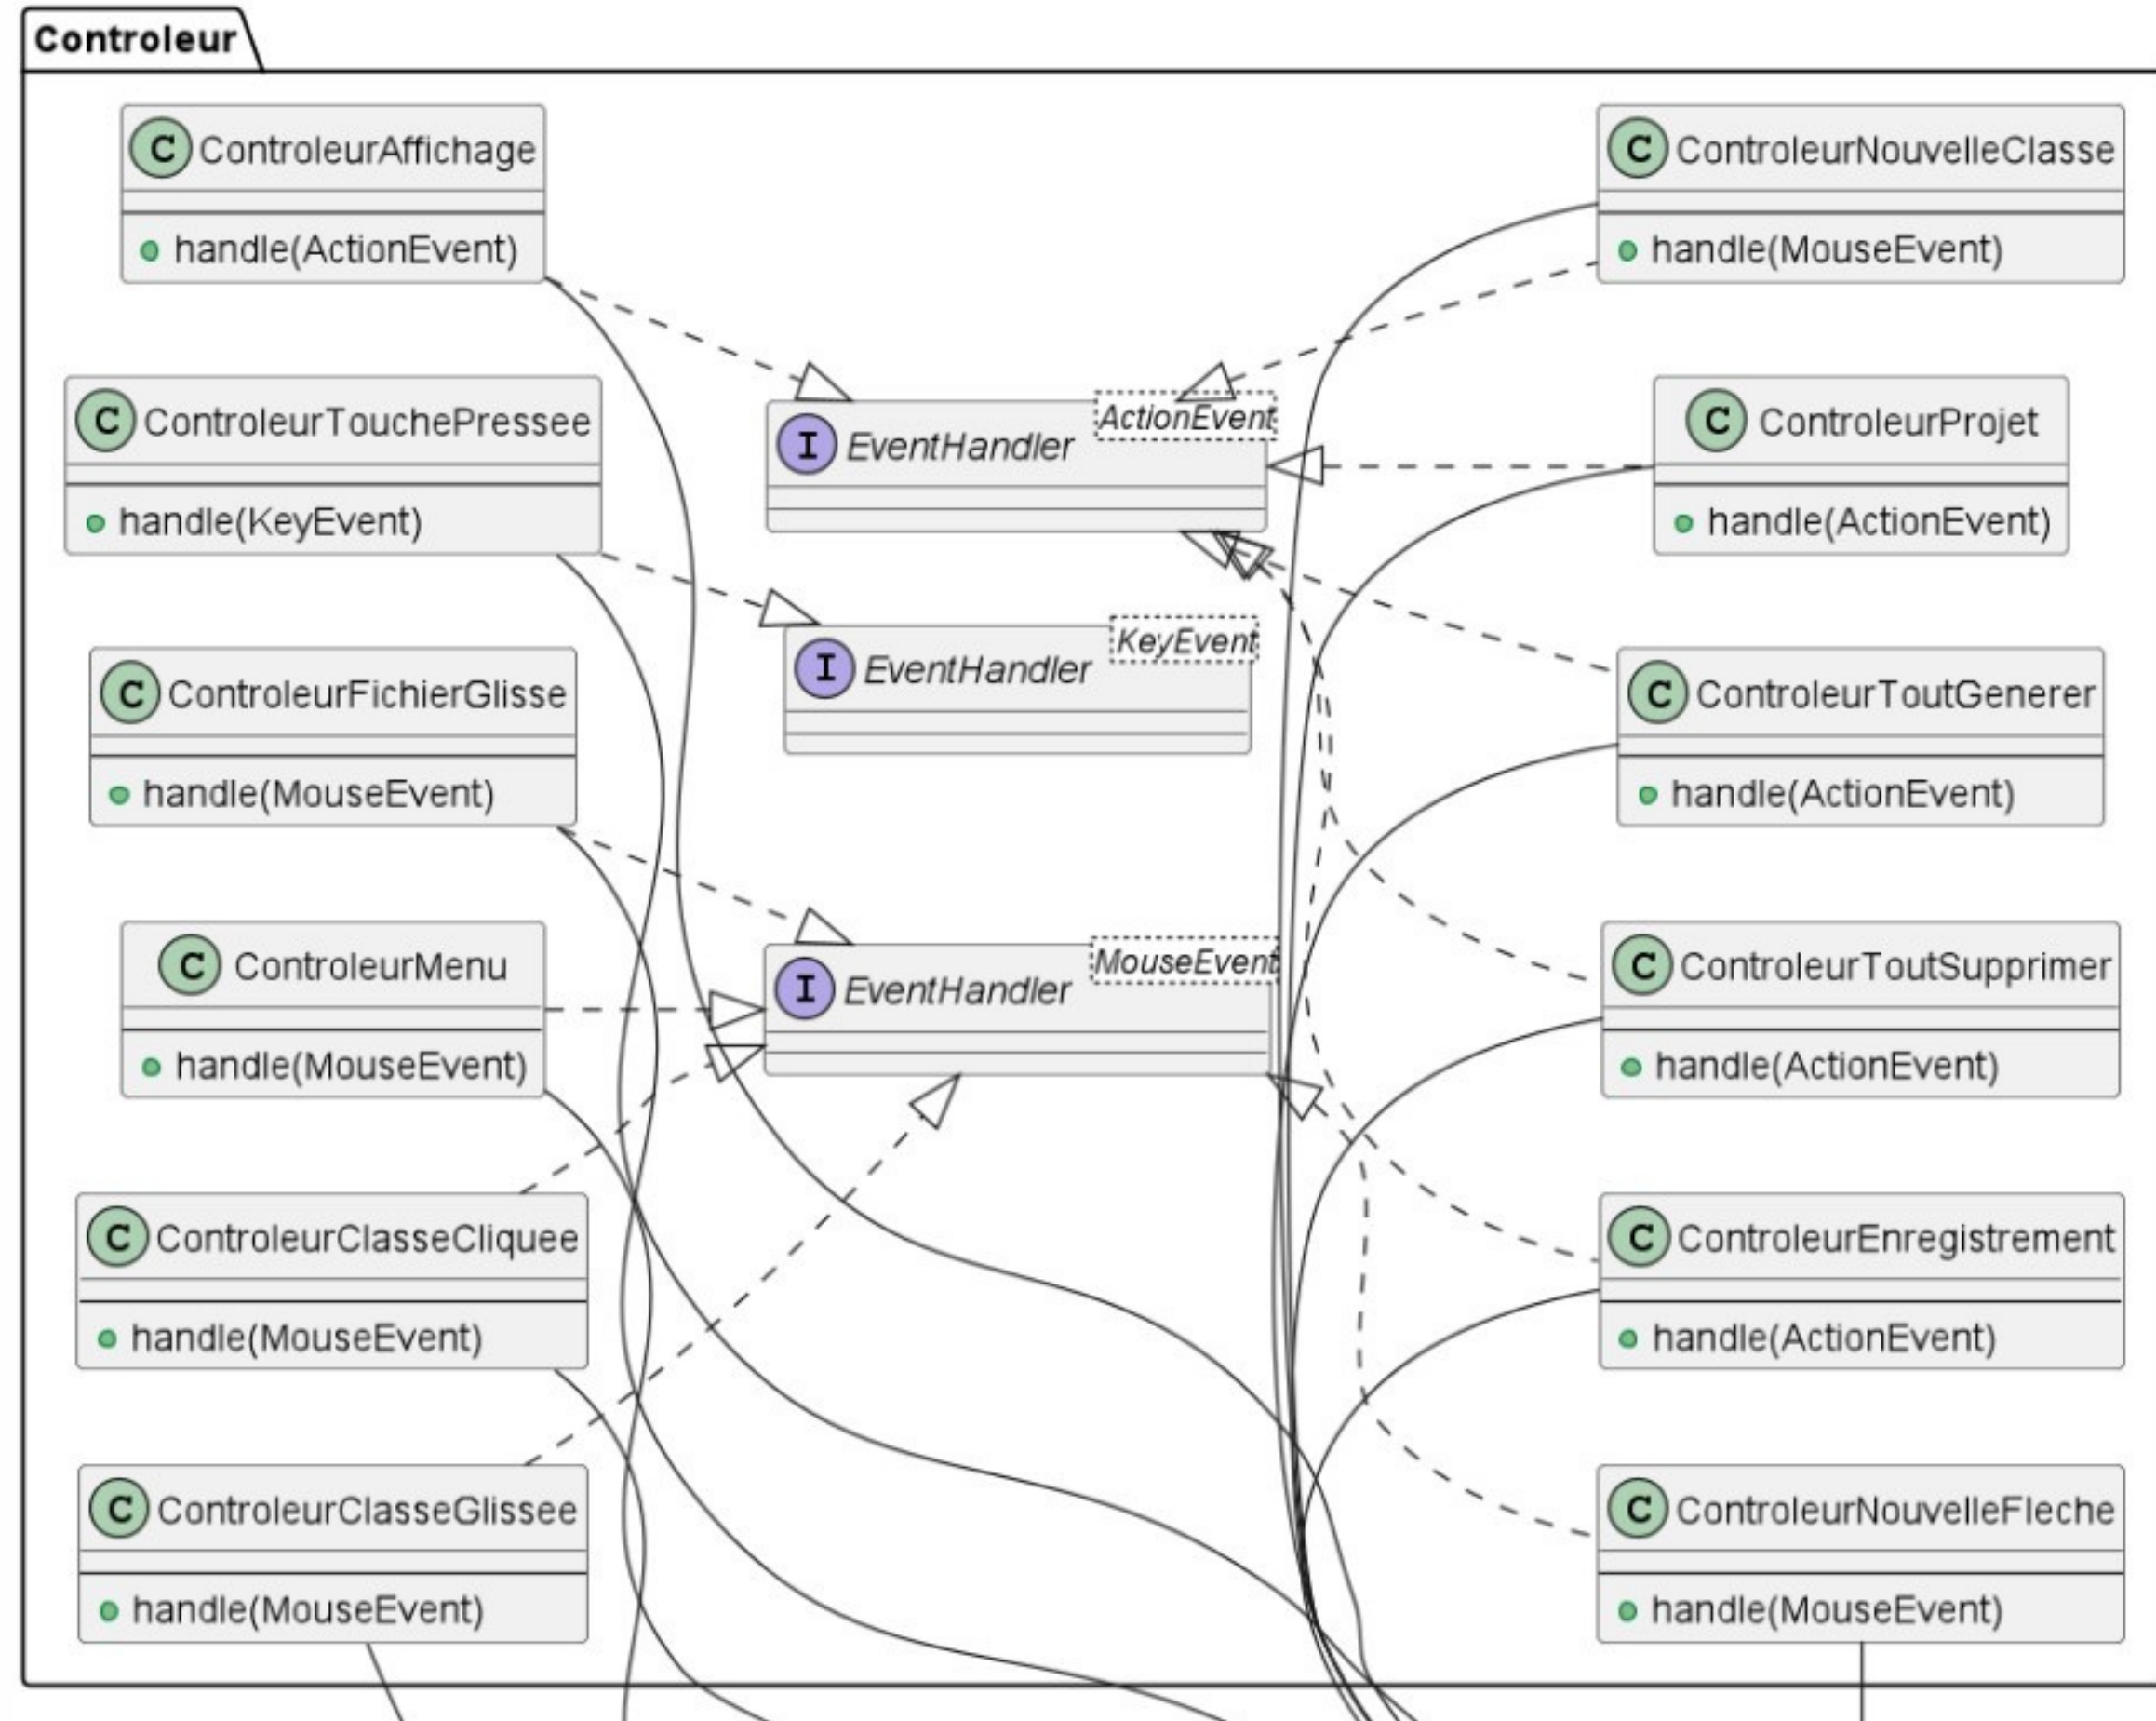 Controleur
C ControleurAffichage
handle(ActionEvent)
C ControleurTouchePressee
handle(KeyEvent)
C ControleurFichierGlisse
handle(MouseEvent)
C ControleurMenu
handle(MouseEvent)
C ControleurClasseCliquee
handle(MouseEvent)
C ControleurClasseGlissee
handle(MouseEvent)
ActionEvent
I EventHandler
KeyEvent
I EventHandler
MouseEvent
I EventHandler
C ControleurNouvelleClasse
handle(MouseEvent)
C ControleurProjet
handle(ActionEvent)
C ControleurToutGenerer
handle(ActionEvent)
C ControleurToutSupprimer
handle(ActionEvent)
C ControleurEnregistrement
handle(ActionEvent)
C ControleurNouvelleFleche
handle(MouseEvent)